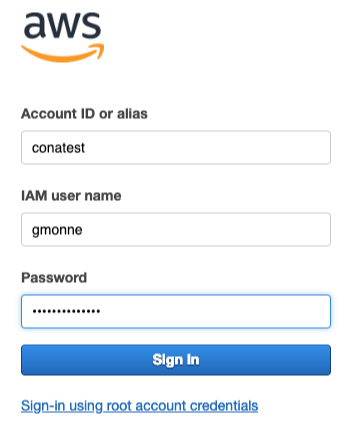 aws
Account ID or alias
conatest
IAM user name
gmonne
Password
••••••••••••••
Sign In
Sign-in using root account credentials